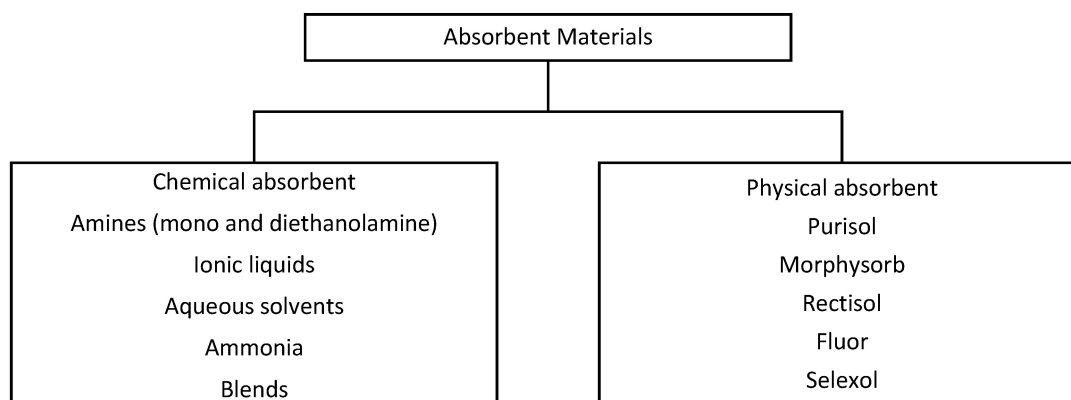 Absorbent Materials
Chemical absorbent
Amines (mono and diethanolamine)
Ionic liquids
Aqueous solvents
Ammonia
Blends
Physical absorbent
Purisol
Morphysorb
Rectisol
Fluor
Selexol